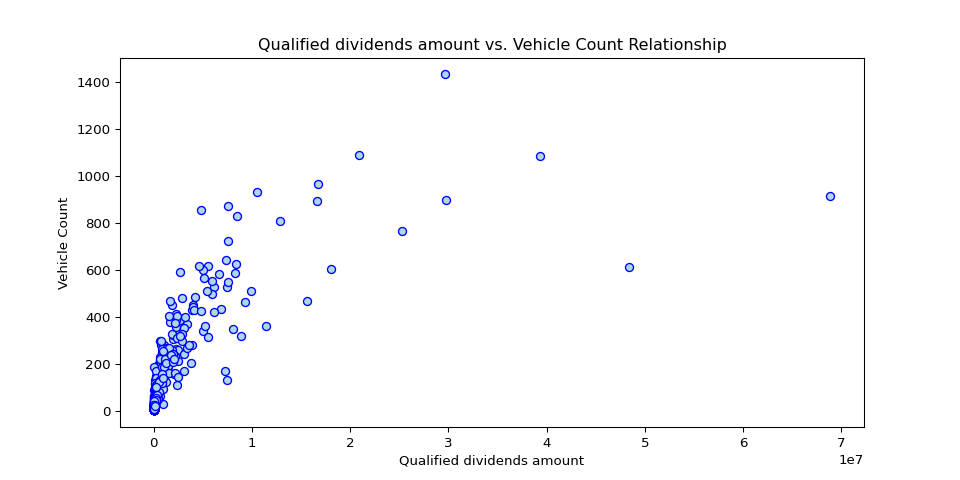 Qualified dividends amount vs. Vehicle Count Relationship
1400
1200
1000
800
600
400
200
0
Vehicle Count
0 1 2 3 4 5 6 7
1e7
Qualified dividends amount